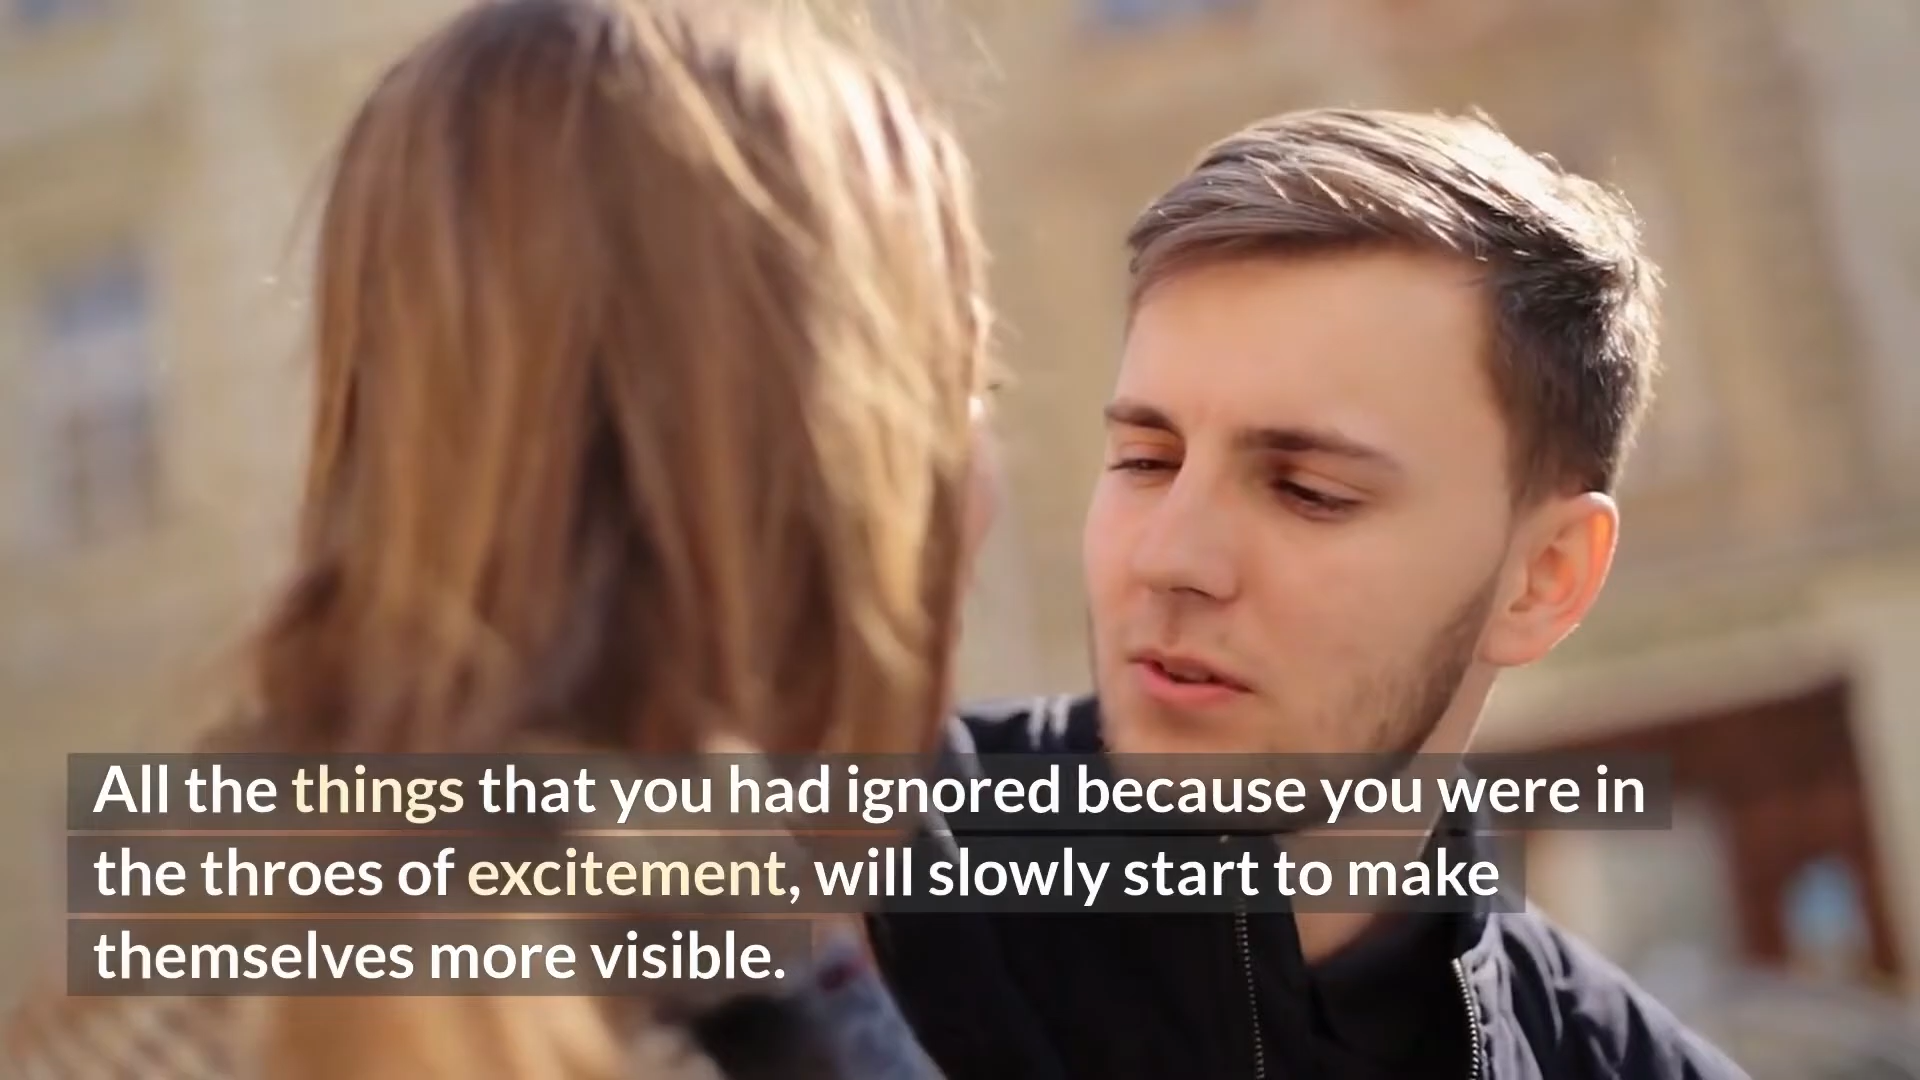 All the things that you had ignored because you were in
the throes of excitement, will slowly start to make
themselves more visible.